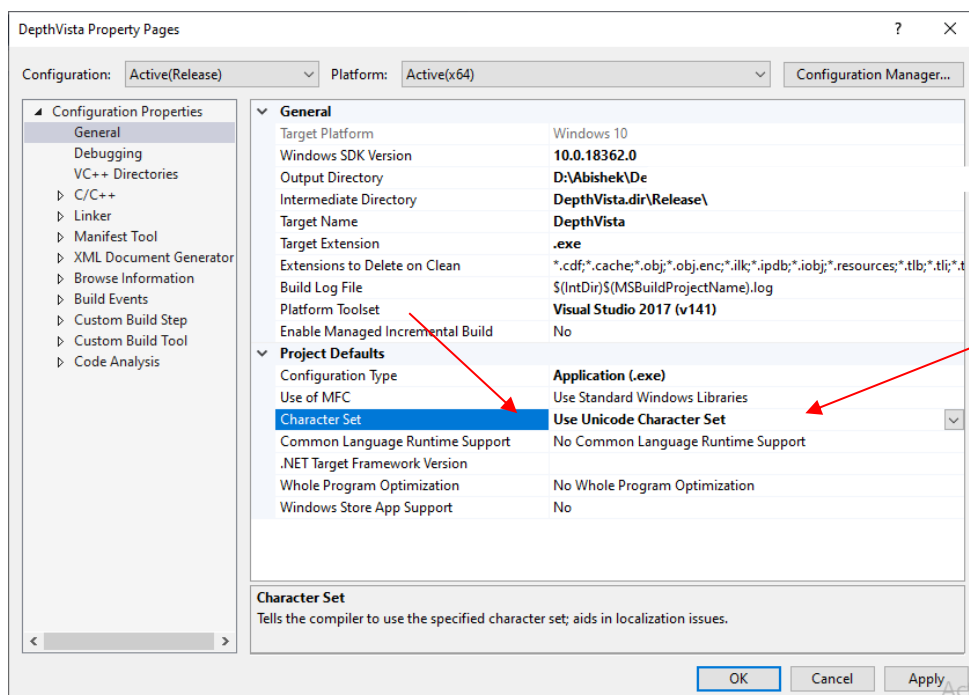 DepthVista Property Pages
Configuration: Active(Release) Platform: Active(x64) Configuration Manager...
Configuration Properties
General
Debugging
VC++ Directories
C/C++
Linker
Manifest Tool
XML Document Generator
Browse Information
Build Events
Custom Build Step
Custom Build Tool
Code Analysis
General
Target Platform Windows 10
Windows SDK Version 10.0.18362.0
Output Directory D:\Abishek\De
Intermediate Directory DepthVista.dir\Release\
Target Name DepthVista
Target Extension .exe
Extensions to Delete on Clean *.cdf;*.cache;*.obj;*.obj.enc;*.ilk;*.ipdb;*.iobj;*.resources;*.tlb;*.tli;*.t
Build Log File $(IntDir)$(MSBuildProjectName).log
Platform Toolset Visual Studio 2017 (v141)
Enable Managed Incremental Build No
Project Defaults
Configuration Type Application (.exe)
Use of MFC Use Standard Windows Libraries
Character Set Use Unicode Character Set
Common Language Runtime Support No Common Language Runtime Support
.NET Target Framework Version
Whole Program Optimization No Whole Program Optimization
Windows Store App Support No
Character Set
Tells the compiler to use the specified character set; aids in localization issues.
OK Cancel Apply